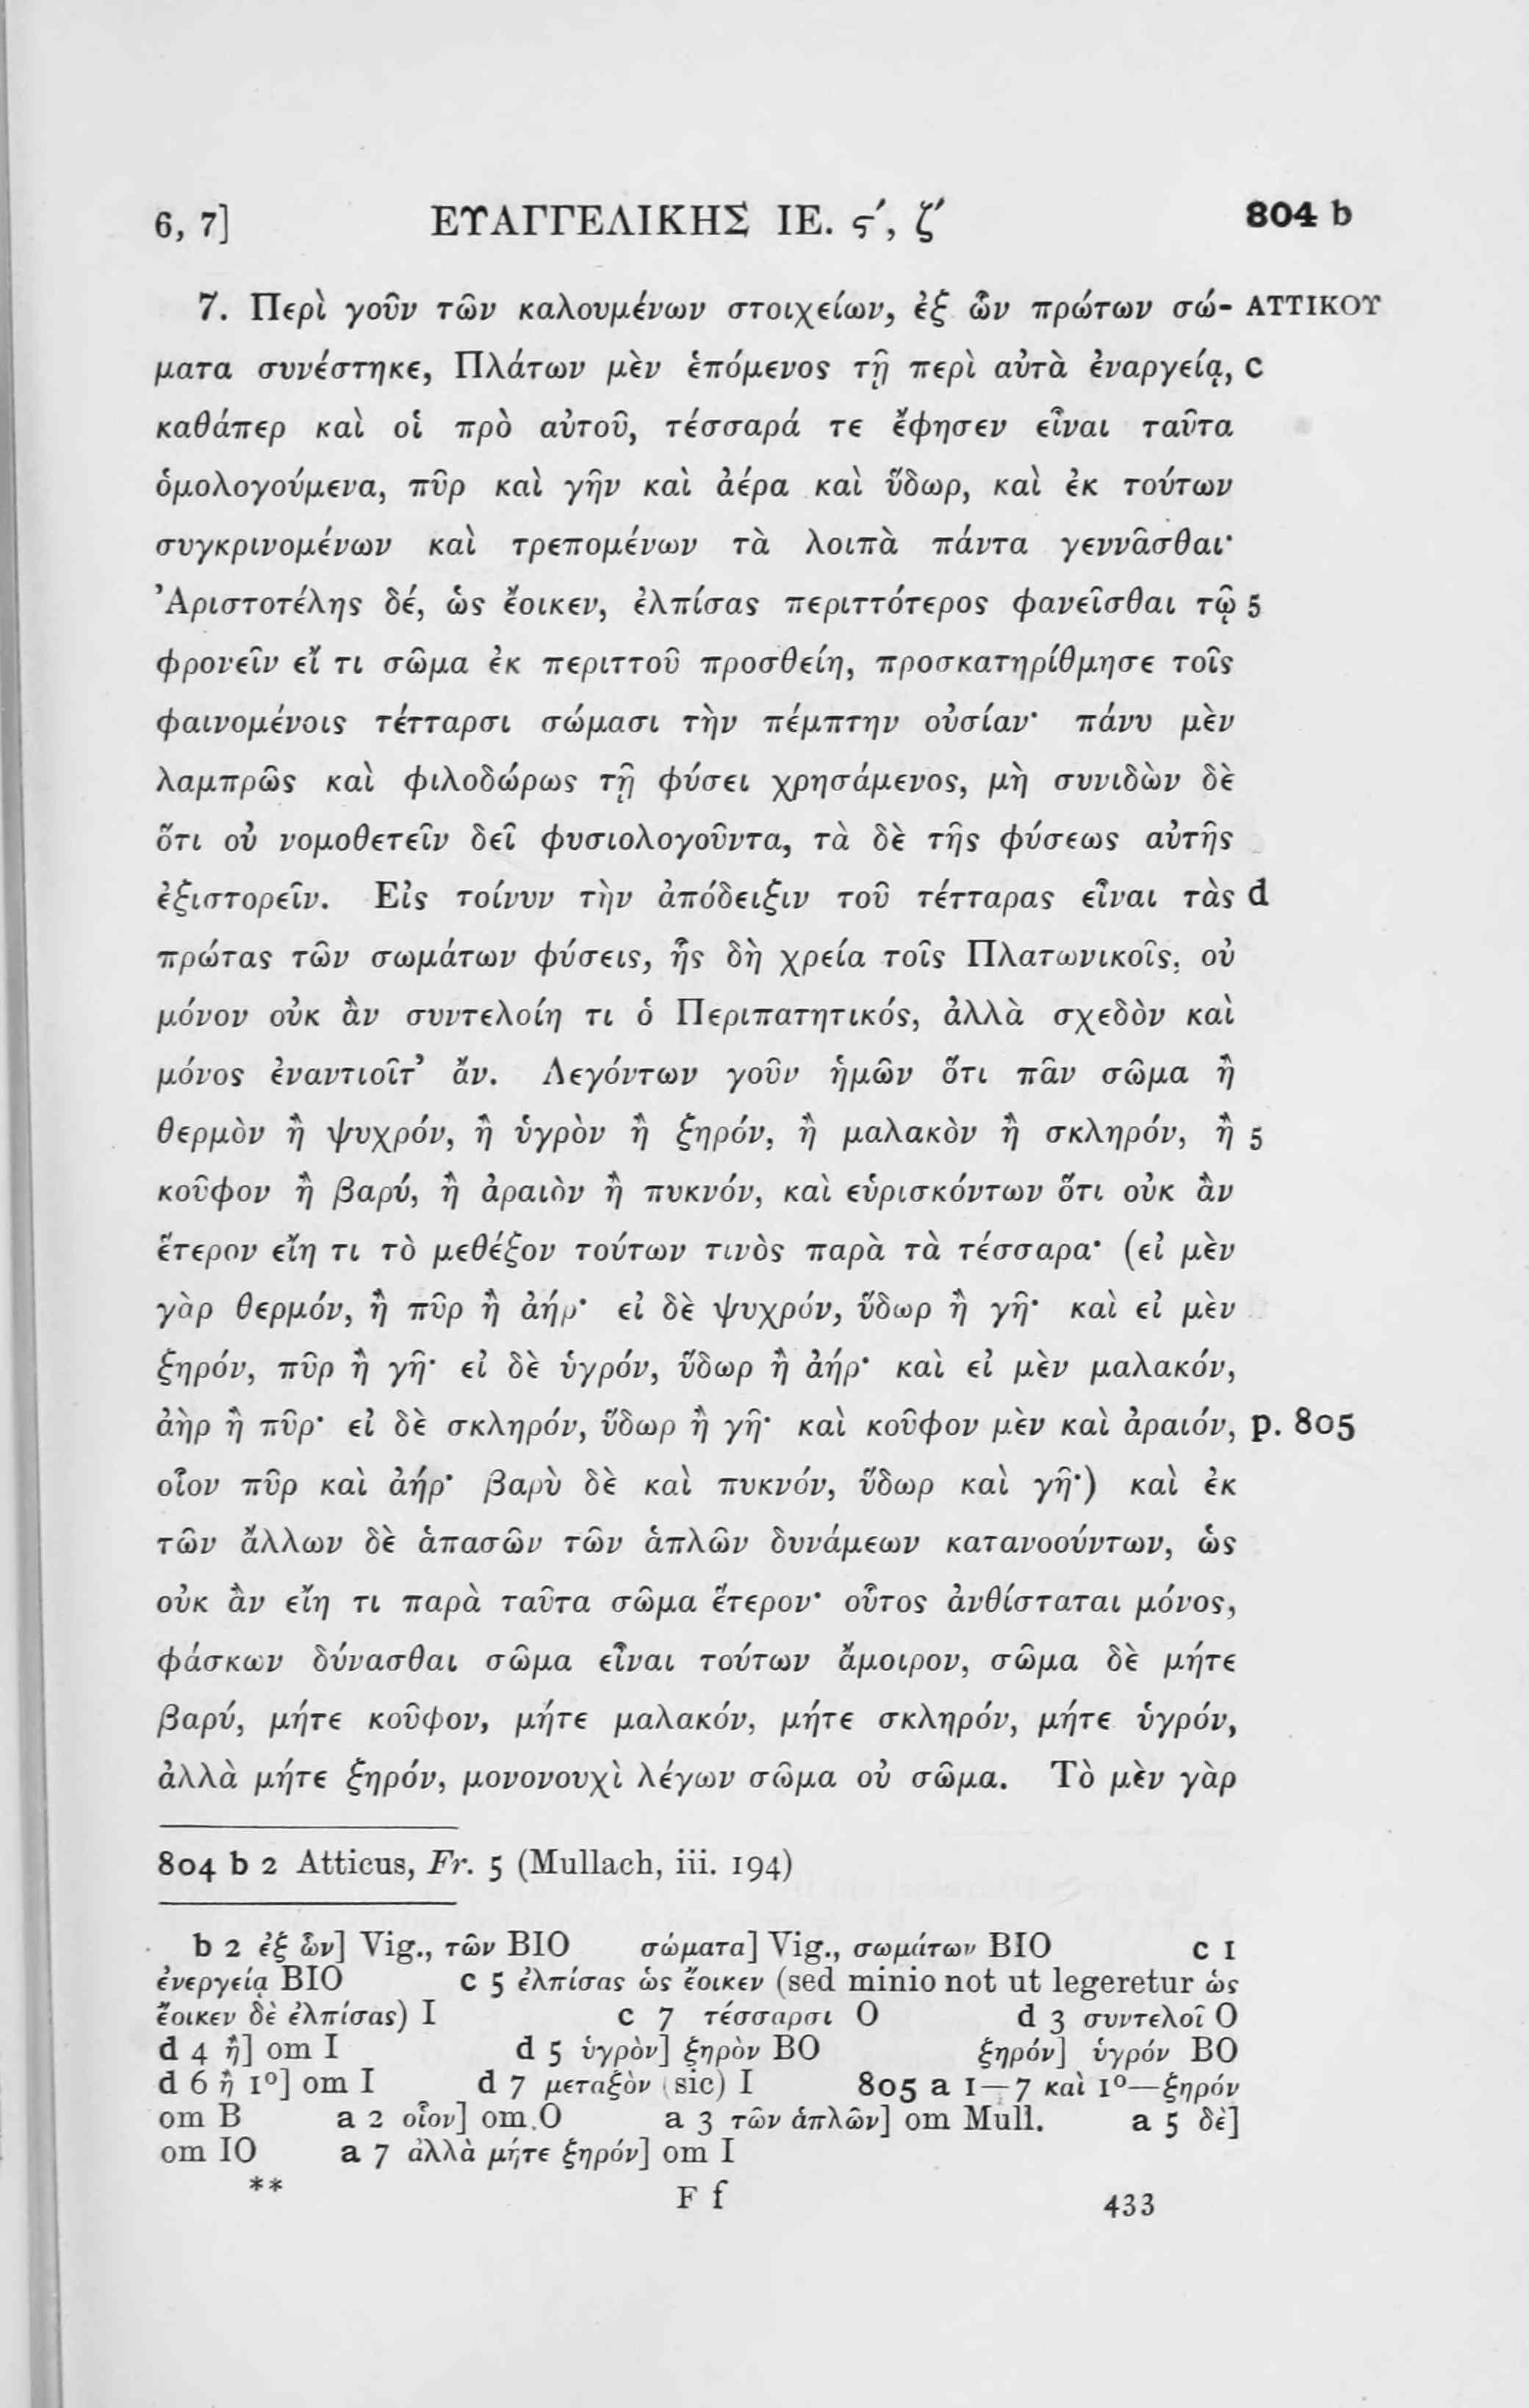 6, 7] ΕΥΑΓΓΕΛΙΚΗΣ ΙΕ. ϛ′, ζ′ 804 b
7. Περὶ γοῦν τῶν καλουμένων στοιχείων, ἐξ ὧν πρώτων σώ- ΑΤΤΙΚΟΥ
ματα συνέστηκε, Πλάτων μὲν ἑπόμενος τῇ περὶ αὐτὰ ἐναργείᾳ, c
καθάπερ καὶ οἱ πρὸ αὐτοῦ, τέσσαρά τε ἔφησεν εἶναι ταῦτα
ὁμολογούμενα, πῦρ καὶ γῆν καὶ ἀέρα καὶ ὕδωρ, καὶ ἐκ τούτων
συγκρινομένων καὶ τρεπομένων τὰ λοιπὰ πάντα γεννᾶσθαι·
Ἀριστοτέλης δέ, ὡς ἔοικεν, ἐλπίσας περιττότερος φανεῖσθαι τῷ 5
φρονεῖν εἴ τι σῶμα ἐκ περιττοῦ προσθείη, προσκατηρίθμησε τοῖς
φαινομένοις τέτταρσι σώμασι τὴν πέμπτην οὐσίαν· πάνυ μὲν
λαμπρῶς καὶ φιλοδώρως τῇ φύσει χρησάμενος, μὴ συνιδὼν δὲ
ὅτι οὐ νομοθετεῖν δεῖ φυσιολογοῦντα, τὰ δὲ τῆς φύσεως αὐτῆς
ἐξιστορεῖν. Εἰς τοίνυν τὴν ἀπόδειξιν τοῦ τέτταρας εἶναι τὰς d
πρώτας τῶν σωμάτων φύσεις, ἧς δὴ χρεία τοῖς Πλατωνικοῖς, οὐ
μόνον οὐκ ἂν συντελοίη τι ὁ Περιπατητικός, ἀλλὰ σχεδὸν καὶ
μόνος ἐναντιοῖτ’ ἄν. Λεγόντων γοῦν ἡμῶν ὅτι πᾶν σῶμα ἢ
θερμὸν ἢ ψυχρόν, ἢ ὑγρὸν ἢ ξηρόν, ἢ μαλακὸν ἢ σκληρόν, ἢ 5
κοῦφον ἢ βαρύ, ἢ ἀραιὸν ἢ πυκνόν, καὶ εὑρισκόντων ὅτι οὐκ ἂν
ἕτερον εἴη τι τὸ μεθέξον τούτων τινὸς παρὰ τὰ τέσσαρα· (εἰ μὲν
γὰρ θερμόν, ἢ πῦρ ἢ ἀήρ· εἰ δὲ ψυχρόν, ὕδωρ ἢ γῆ· καὶ εἰ μὲν
ξηρόν, πῦρ ἢ γῆ· εἰ δὲ ὑγρόν, ὕδωρ ἢ ἀήρ· καὶ εἰ μὲν μαλακόν,
ἀὴρ ἢ πῦρ· εἰ δὲ σκληρόν, ὕδωρ ἢ γῆ· καὶ κοῦφον μὲν καὶ ἀραιόν, p. 805
οἷον πῦρ καὶ ἀήρ· βαρὺ δὲ καὶ πυκνόν, ὕδωρ καὶ γῆ·) καὶ ἐκ
τῶν ἄλλων δὲ ἁπασῶν τῶν ἁπλῶν δυνάμεων κατανοούντων, ὡς
οὐκ ἂν εἴη τι παρὰ ταῦτα σῶμα ἕτερον· οὗτος ἀνθίσταται μόνος,
φάσκων δύνασθαι σῶμα εἶναι τούτων ἄμοιρον, σῶμα δὲ μήτε
βαρύ, μήτε κοῦφον, μήτε μαλακόν, μήτε σκληρόν, μήτε ὑγρόν,
ἀλλὰ μήτε ξηρόν, μονονουχὶ λέγων σῶμα οὐ σῶμα. Τὸ μὲν γὰρ
804 b 2 Atticus, Fr. 5 (Mullach, iii. 194)
b 2 ἐξ ὧν] Vig., τῶν BIO σώματα] Vig., σωμάτων BIO c 1
ἐνεργείᾳ BIO c 5 ἐλπίσας ὡς ἔοικεν (sed minio not ut legeretur ὡς
ἔοικεν δὲ ἐλπίσας) I c 7 τέσσαρσι O d 3 συντελοῖ O
d 4 ἢ] om I d 5 ὑγρὸν] ξηρὸν BO ξηρόν] ὑγρόν BO
d 6 ἢ 1º] om I d 7 μεταξὸν (sic) I 805 a 1—7 καὶ 1º—ξηρόν
om B a 2 οἷον] om O a 3 τῶν ἁπλῶν] om Mull. a 5 δὲ]
om IO a 7 ἀλλὰ μήτε ξηρόν] om I
** F f 433